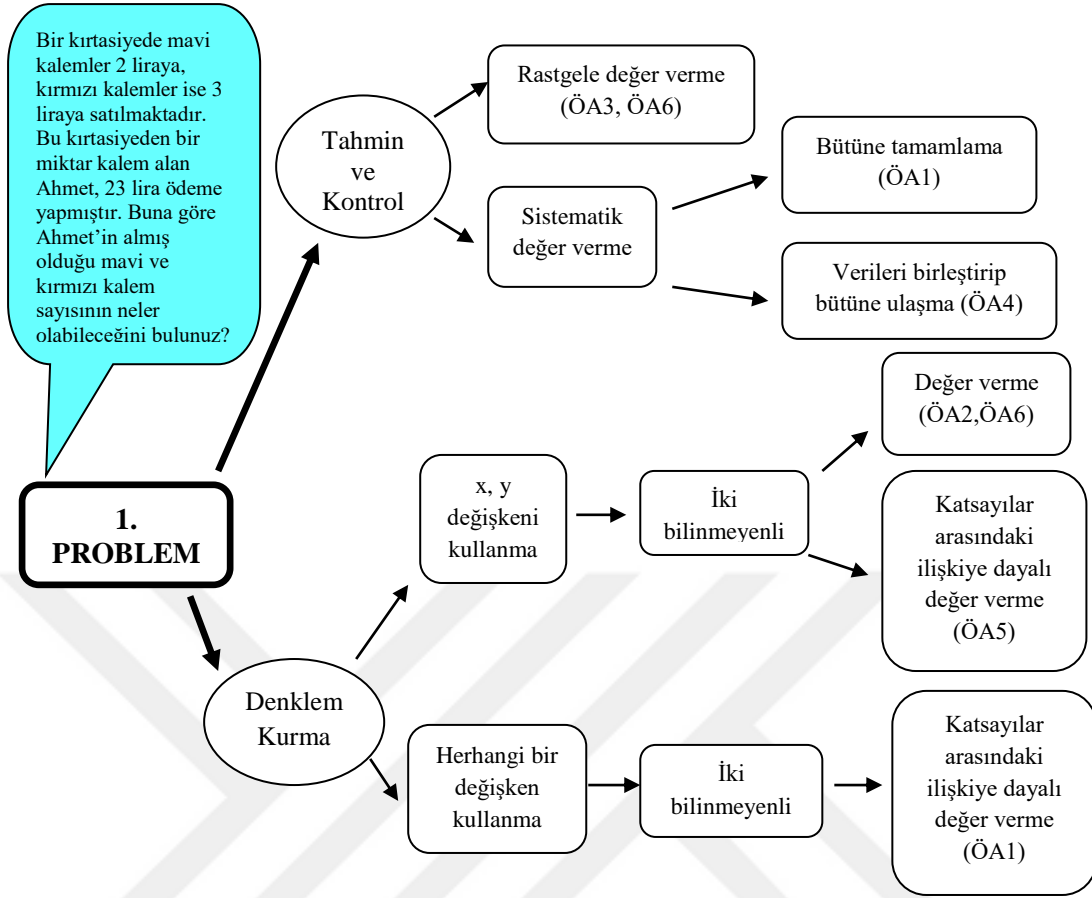 Bir kırtasiyede mavi
kalemler 2 liraya,
kırmızı kalemler ise 3
liraya satılmaktadır.
Bu kırtasiyeden bir
miktar kalem alan
Ahmet, 23 lira ödeme
yapmıştır. Buna göre
Ahmet’in almış
olduğu mavi ve
kırmızı kalem
sayısının neler
olabileceğini bulunuz?
1.
PROBLEM
Tahmin
ve
Kontrol
Rastgele değer verme
(ÖA3, ÖA6)
Sistematik
değer verme
Bütüne tamamlama
(ÖA1)
Verileri birleştirip
bütüne ulaşma (ÖA4)
Denklem
Kurma
x, y
değişkeni
kullanma
İki
bilinmeyenli
Değer verme
(ÖA2,ÖA6)
Katsayılar
arasındaki
ilişkiye dayalı
değer verme
(ÖA5)
Herhangi bir
değişken
kullanma
İki
bilinmeyenli
Katsayılar
arasındaki
ilişkiye dayalı
değer verme
(ÖA1)